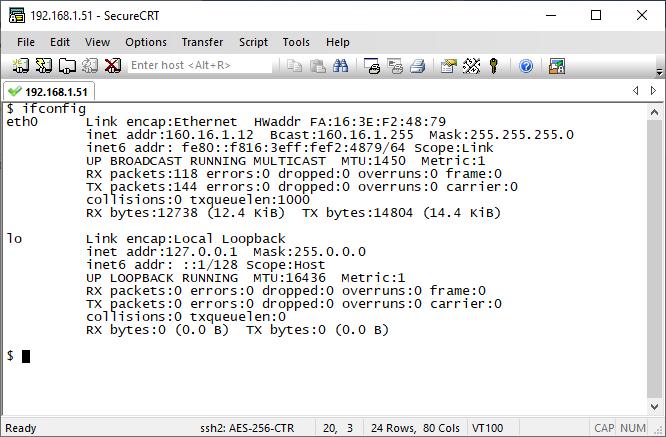 192.168.1.51 - SecureCRT
File Edit View Options Transfer Script Tools Help
Enter host <Alt+R>
192.168.1.51
$ ifconfig
eth0      Link encap:Ethernet  HWaddr FA:16:3E:F2:48:79
          inet addr:160.16.1.12  Bcast:160.16.1.255  Mask:255.255.255.0
          inet6 addr: fe80::f816:3eff:fef2:4879/64 Scope:Link
          UP BROADCAST RUNNING MULTICAST  MTU:1450  Metric:1
          RX packets:118 errors:0 dropped:0 overruns:0 frame:0
          TX packets:144 errors:0 dropped:0 overruns:0 carrier:0
          collisions:0 txqueuelen:1000
          RX bytes:12738 (12.4 KiB)  TX bytes:14804 (14.4 KiB)
lo        Link encap:Local Loopback
          inet addr:127.0.0.1  Mask:255.0.0.0
          inet6 addr: ::1/128 Scope:Host
          UP LOOPBACK RUNNING  MTU:16436  Metric:1
          RX packets:0 errors:0 dropped:0 overruns:0 frame:0
          TX packets:0 errors:0 dropped:0 overruns:0 carrier:0
          collisions:0 txqueuelen:0
          RX bytes:0 (0.0 B)  TX bytes:0 (0.0 B)
$
Ready ssh2: AES-256-CTR 20, 3 24 Rows, 80 Cols VT100 CAP NUM